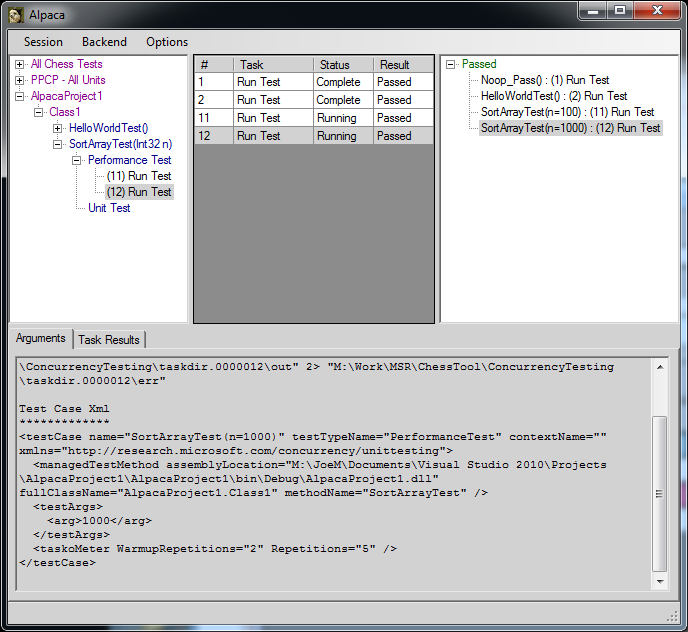 Alpaca
Session Backend Options
All Chess Tests
PPCP - All Units
AlpacaProject1
Class1
HelloWorldTest()
SortArrayTest(Int32 n)
Performance Test
(11) Run Test
(12) Run Test
Unit Test
# Task Status Result
1 Run Test Complete Passed
2 Run Test Complete Passed
11 Run Test Running Passed
12 Run Test Running Passed
Passed
Noop_Pass() : (1) Run Test
HelloWorldTest() : (2) Run Test
SortArrayTest(n=100) : (11) Run Test
SortArrayTest(n=1000) : (12) Run Test
Arguments Task Results
\ConcurrencyTesting\taskdir.0000012\out" 2> "M:\Work\MSR\ChessTool\ConcurrencyTesting
\taskdir.0000012\err"
Test Case Xml
*************
<testCase name="SortArrayTest(n=1000)" testTypeName="PerformanceTest" contextName=""
xmlns="http://research.microsoft.com/concurrency/unittesting">
<managedTestMethod assemblyLocation="M:\JoeM\Documents\Visual Studio 2010\Projects
\AlpacaProject1\AlpacaProject1\bin\Debug\AlpacaProject1.dll"
fullClassName="AlpacaProject1.Class1" methodName="SortArrayTest" />
<testArgs>
<arg>1000</arg>
</testArgs>
<taskoMeter WarmupRepetitions="2" Repetitions="5" />
</testCase>